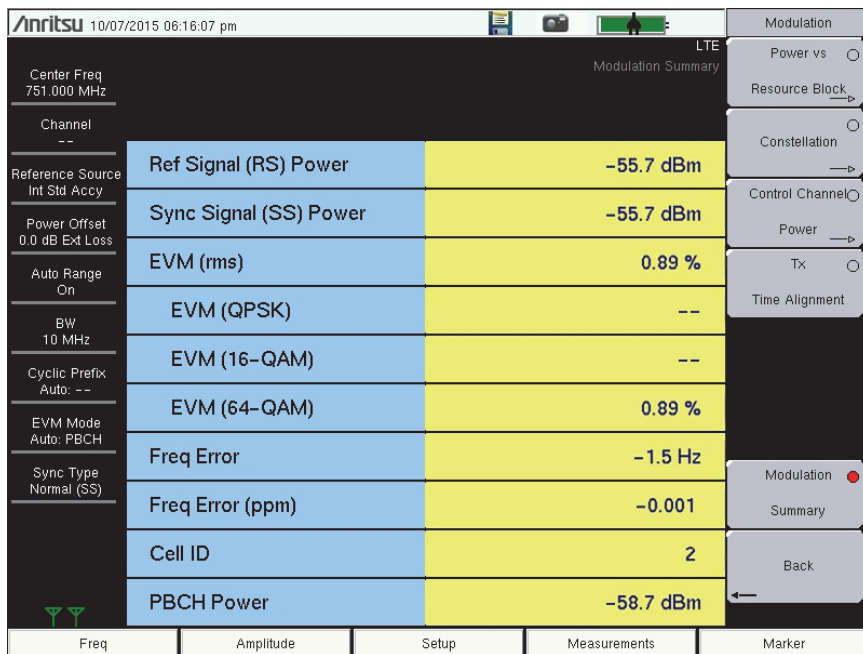 Anritsu 10/07/2015 06:16:07 pm
LTE
Modulation Summary
Center Freq
751.000 MHz
Channel
--
Reference Source
Int Std Accy
Power Offset
0.0 dB Ext Loss
Auto Range
On
BW
10 MHz
Cyclic Prefix
Auto: --
EVM Mode
Auto: PBCH
Sync Type
Normal (SS)
Ref Signal (RS) Power -55.7 dBm
Sync Signal (SS) Power -55.7 dBm
EVM (rms) 0.89 %
EVM (QPSK) --
EVM (16-QAM) --
EVM (64-QAM) 0.89 %
Freq Error -1.5 Hz
Freq Error (ppm) -0.001
Cell ID 2
PBCH Power -58.7 dBm
Modulation
Power vs
Resource Block
Constellation
Control Channel
Power
Tx
Time Alignment
Modulation
Summary
Back
Freq Amplitude Setup Measurements Marker